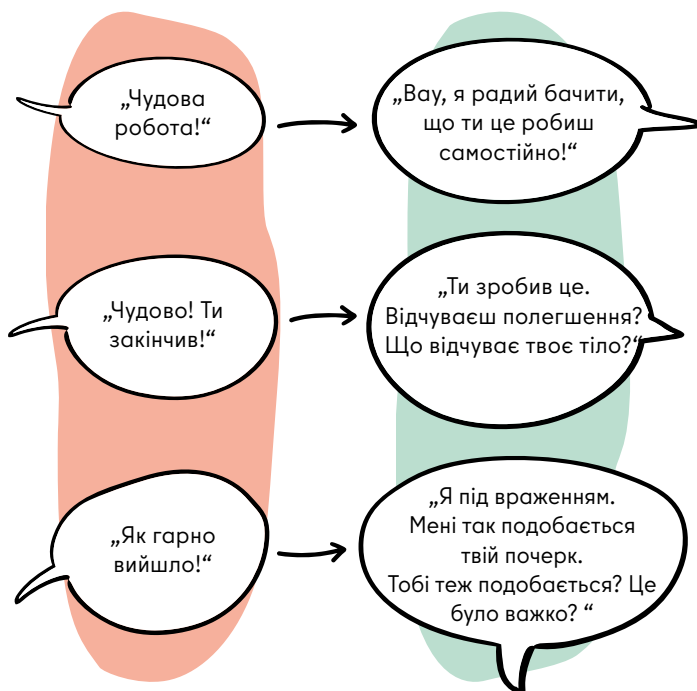 „Чудова
робота!“
„Вау, я радий бачити,
що ти це робиш
самостійно!“
„Чудово! Ти
закінчив!“
„Ти зробив це.
Відчуваєш полегшення?
Що відчуває твоє тіло?“
„Як гарно
вийшло!“
„Я під враженням.
Мені так подобається
твій почерк.
Тобі теж подобається? Це
було важко? “